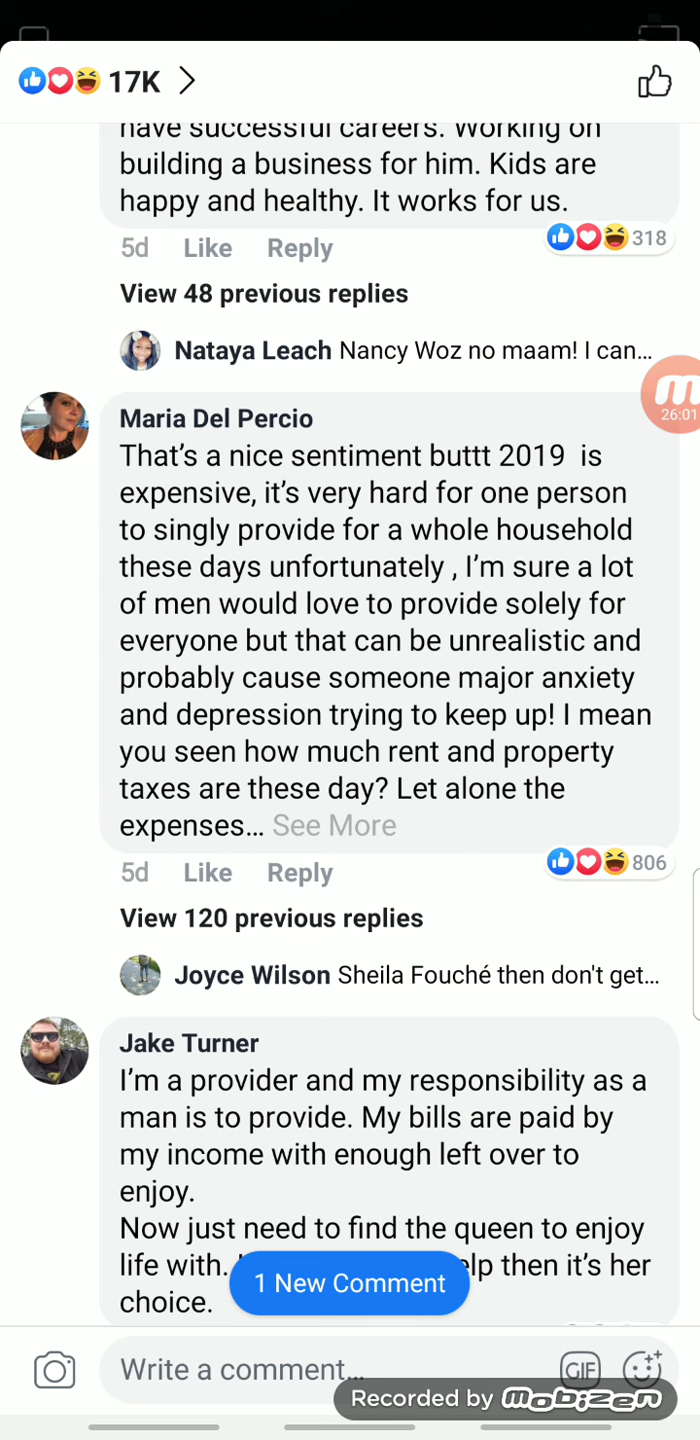 17K
have successful careers. Working on
building a business for him. Kids are
happy and healthy. It works for us.
5d Like Reply 318
View 48 previous replies
Nataya Leach Nancy Woz no maam! I can...
26:01
Maria Del Percio
That's a nice sentiment buttt 2019 is
expensive, it's very hard for one person
to singly provide for a whole household
these days unfortunately , I'm sure a lot
of men would love to provide solely for
everyone but that can be unrealistic and
probably cause someone major anxiety
and depression trying to keep up! I mean
you seen how much rent and property
taxes are these day? Let alone the
expenses... See More
5d Like Reply 806
View 120 previous replies
Joyce Wilson Sheila Fouché then don't get...
Jake Turner
I'm a provider and my responsibility as a
man is to provide. My bills are paid by
my income with enough left over to
enjoy.
Now just need to find the queen to enjoy
life with. elp then it's her
choice.
1 New Comment
Write a comment...
GIF
Recorded by Mobizen